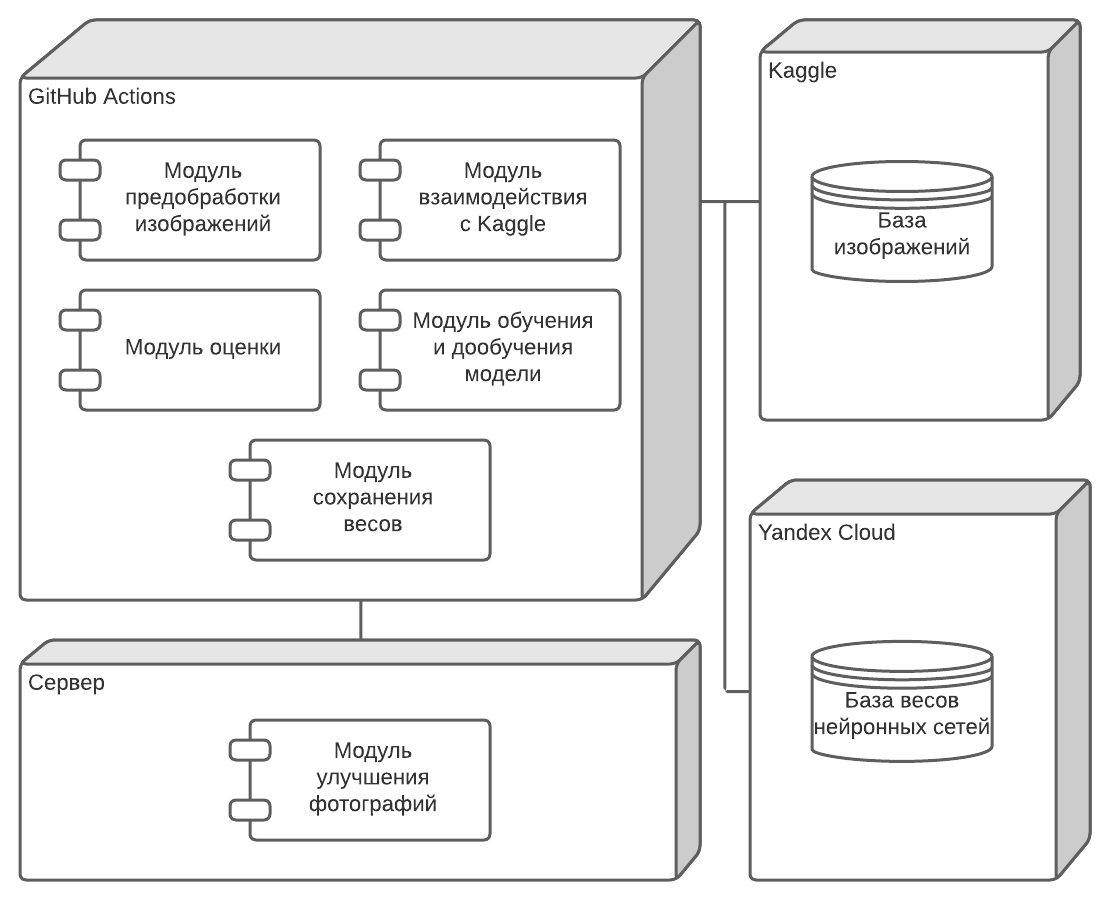 GitHub Actions
Модуль
предобработки
изображений
Модуль
взаимодействия
с Kaggle
Модуль оценки
Модуль обучения
и дообучения
модели
Модуль
сохранения
весов
Kaggle
База
изображений
Сервер
Модуль
улучшения
фотографий
Yandex Cloud
База весов
нейронных сетей